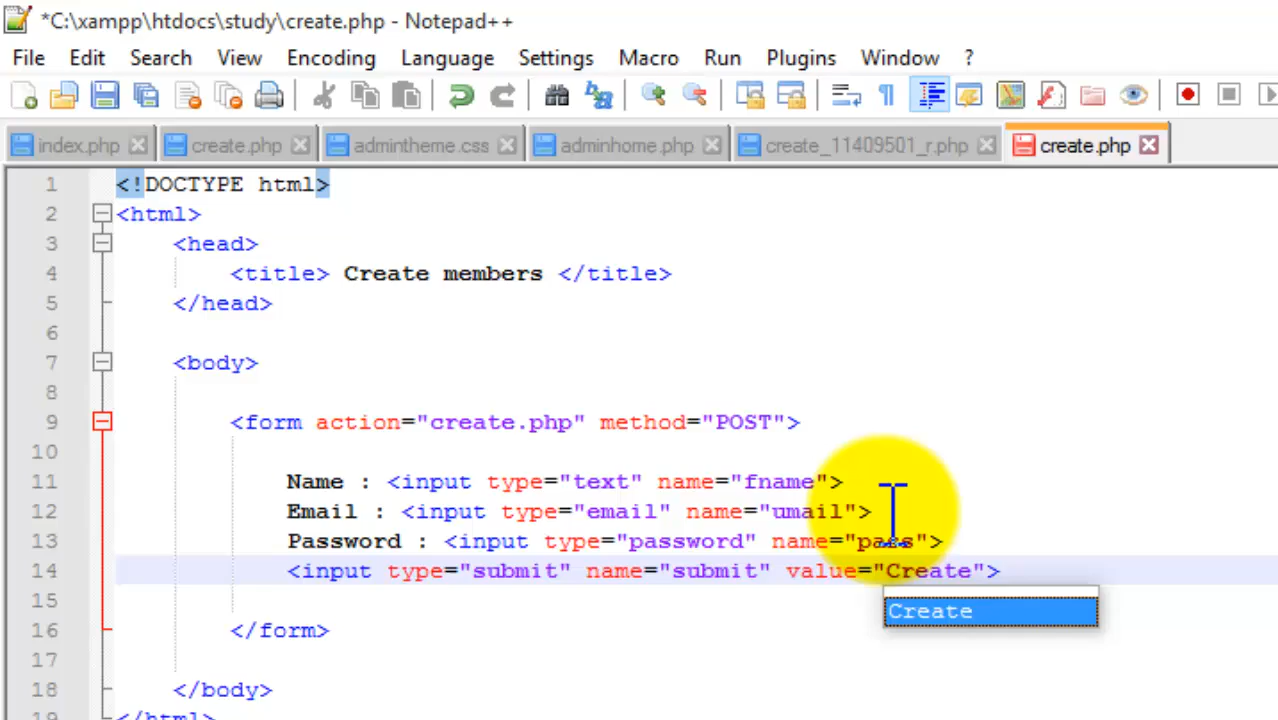 *C:\xampp\htdocs\study\create.php - Notepad++
File Edit Search View Encoding Language Settings Macro Run Plugins Window ?
index.php create.php admintheme.css adminhome.php create_11409501_r.php create.php
1 <!DOCTYPE html>
2 <html>
3 <head>
4 <title> Create members </title>
5 </head>
6
7 <body>
8
9 <form action="create.php" method="POST">
10
11 Name : <input type="text" name="fname">
12 Email : <input type="email" name="umail">
13 Password : <input type="password" name="pass">
14 <input type="submit" name="submit" value="Create">
Create
15
16 </form>
17
18 </body>
19 </html>